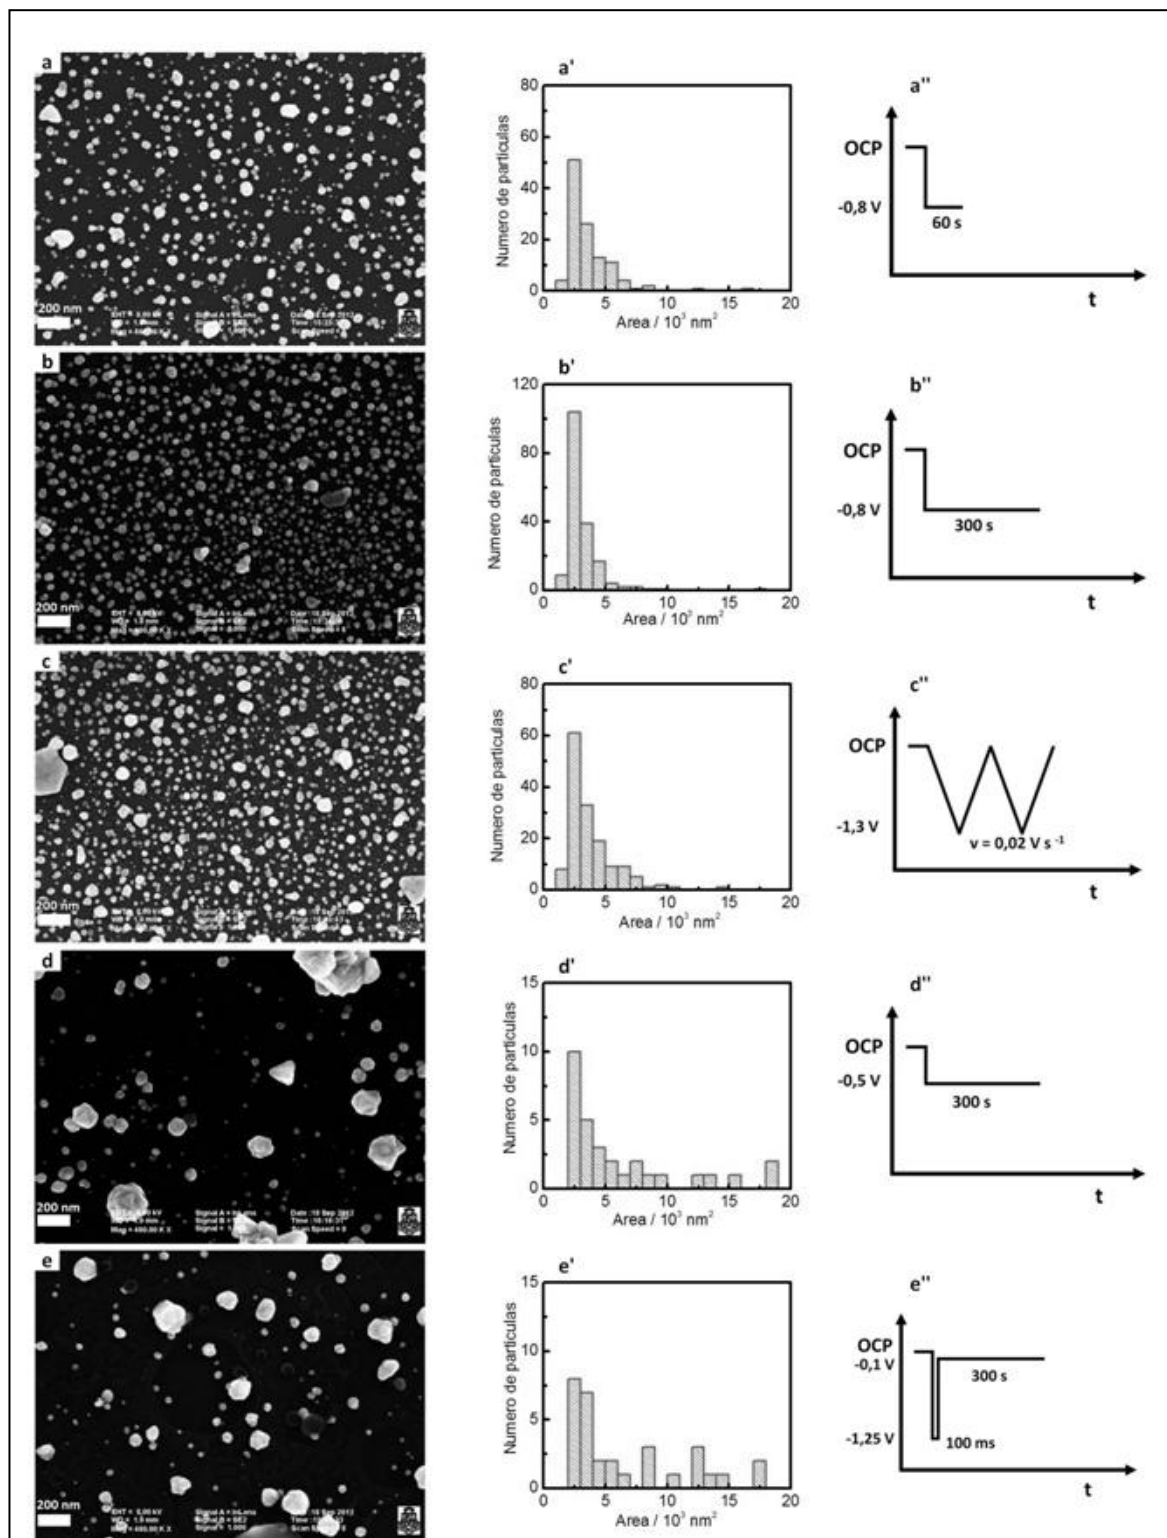 a
200 nm
a'
80
60
40
20
0
Numero de particulas
0 5 10 15 20
Area / 10³ nm²
a''
OCP
-0,8 V
60 s
t
b
200 nm
b'
120
80
40
0
Numero de particulas
0 5 10 15 20
Area / 10³ nm²
b''
OCP
-0,8 V
300 s
t
c
200 nm
c'
80
60
40
20
0
Numero de particulas
0 5 10 15 20
Area / 10³ nm²
c''
OCP
-1,3 V
v = 0,02 V s⁻¹
t
d
200 nm
d'
15
10
5
0
Numero de particulas
0 5 10 15 20
Area / 10³ nm²
d''
OCP
-0,5 V
300 s
t
e
200 nm
e'
15
10
5
0
Numero de particulas
0 5 10 15 20
Area / 10³ nm²
e''
OCP
-0,1 V
300 s
-1,25 V
100 ms
t